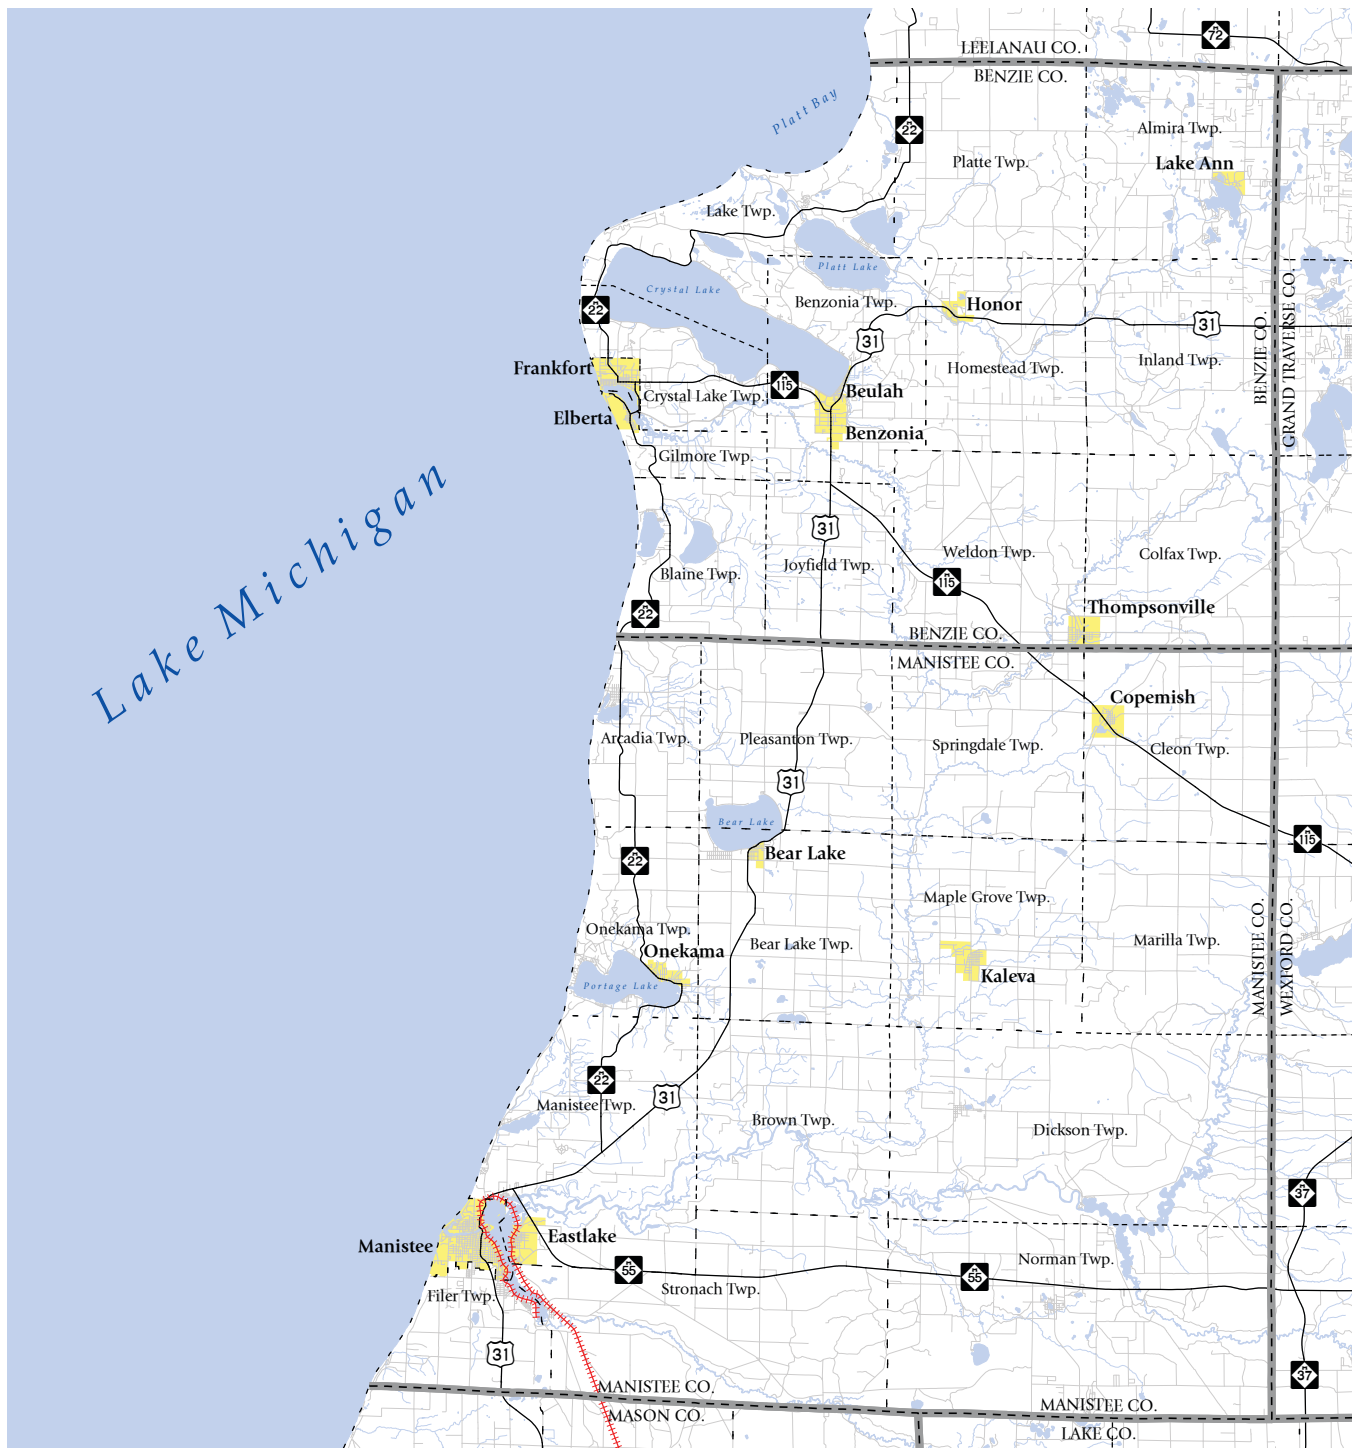 72
LEELANAU CO.
BENZIE CO.
Platt Bay
22
Almira Twp.
Platte Twp.
Lake Ann
Lake Twp.
Platt Lake
Crystal Lake
Benzonia Twp.
Honor
22
31
31
BENZIE CO.
GRAND TRAVERSE CO.
Inland Twp.
Homestead Twp.
Frankfort
115
Crystal Lake Twp.
Beulah
Elberta
Benzonia
Gilmore Twp.
Lake Michigan
31
Weldon Twp.
Colfax Twp.
Joyfield Twp.
Blaine Twp.
115
22
Thompsonville
BENZIE CO.
MANISTEE CO.
Copemish
Arcadia Twp.
Pleasanton Twp.
Springdale Twp.
Cleon Twp.
31
Bear Lake
115
Bear Lake
22
Maple Grove Twp.
MANISTEE CO.
WEXFORD CO.
Onekama Twp.
Bear Lake Twp.
Marilla Twp.
Onekama
Kaleva
Portage Lake
22
31
Manistee Twp.
Brown Twp.
Dickson Twp.
37
Eastlake
Manistee
Norman Twp.
55
55
Stronach Twp.
Filer Twp.
31
37
MANISTEE CO.
MASON CO.
MANISTEE CO.
LAKE CO.